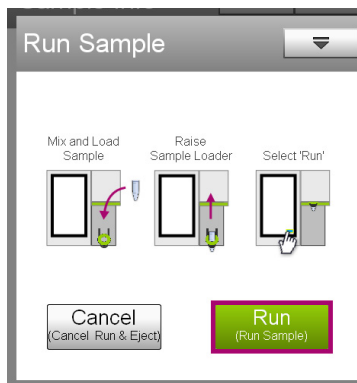 Run Sample
Mix and Load
Sample
Raise
Sample Loader
Select 'Run'
Cancel
(Cancel Run & Eject)
Run
(Run Sample)